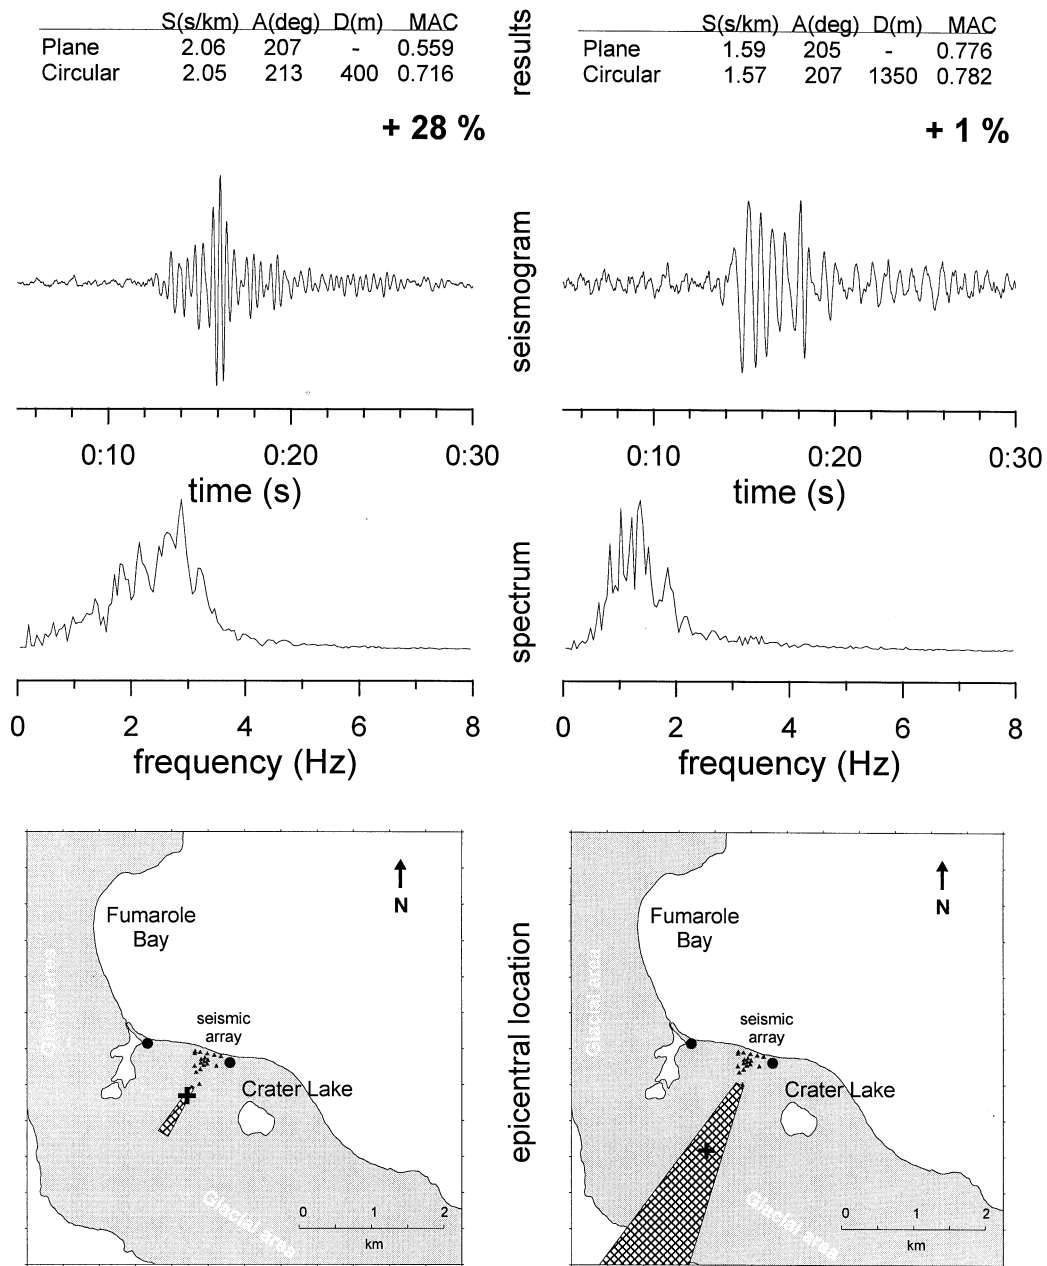 S(s/km) A(deg) D(m) MAC
Plane 2.06 207 - 0.559
Circular 2.05 213 400 0.716
+ 28 %
results
S(s/km) A(deg) D(m) MAC
Plane 1.59 205 - 0.776
Circular 1.57 207 1350 0.782
+ 1 %
seismogram
0:10 0:20 0:30
time (s)
0:10 0:20 0:30
time (s)
spectrum
0 2 4 6 8
frequency (Hz)
0 2 4 6 8
frequency (Hz)
epicentral location
N
Fumarole
Bay
Glacial area
seismic
array
Crater Lake
Glacial area
0 1 2
km
N
Fumarole
Bay
Glacial area
seismic
array
Crater Lake
Glacial area
0 1 2
km